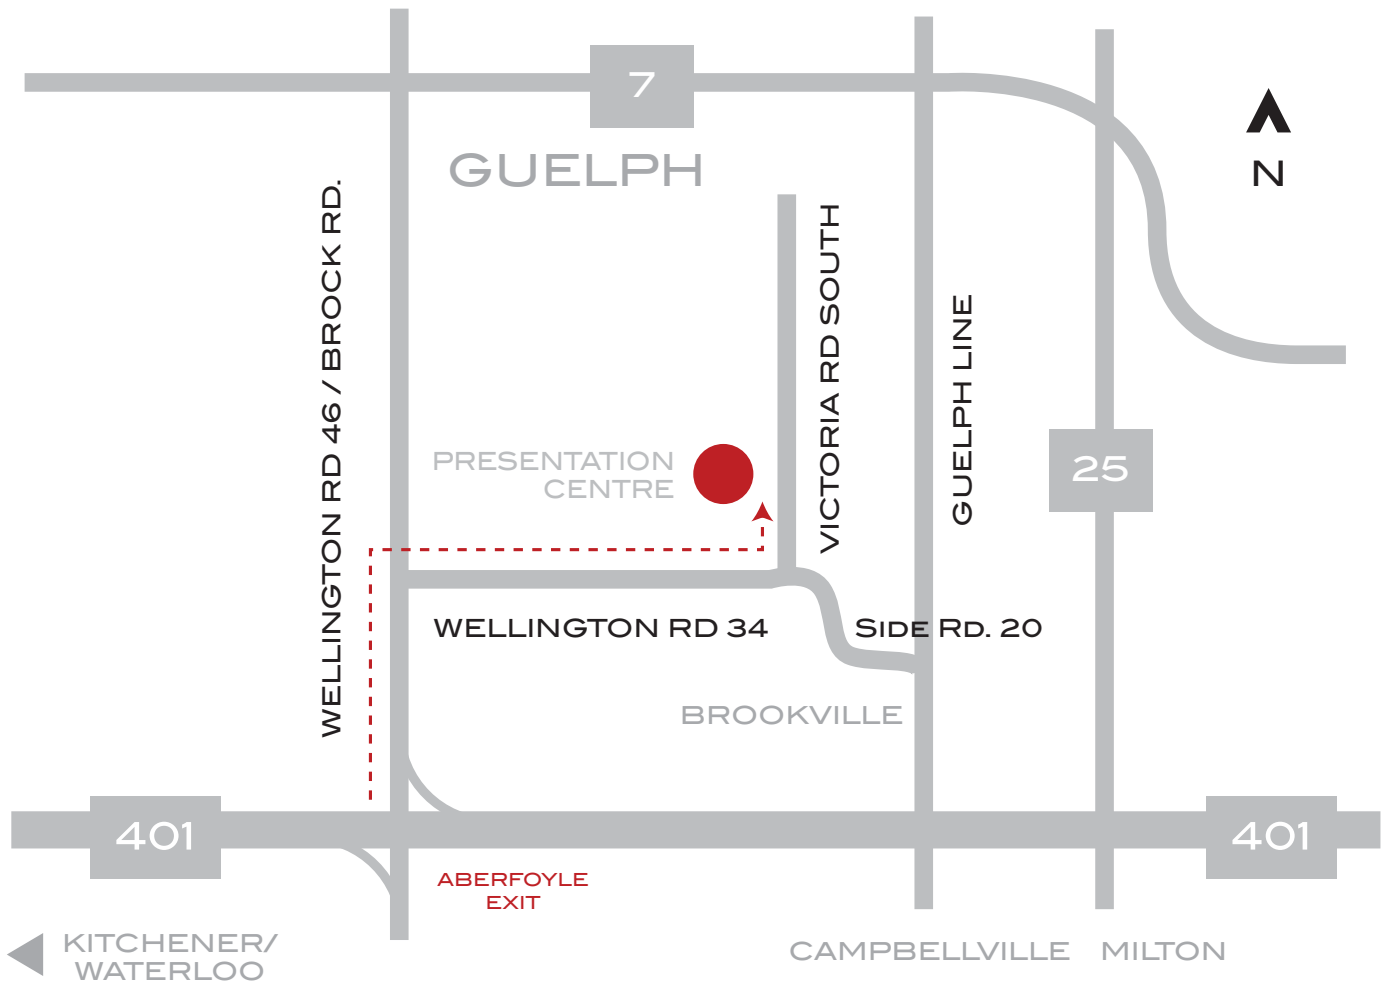 7
GUELPH
N
WELLINGTON RD 46 / BROCK RD.
VICTORIA RD SOUTH
GUELPH LINE
PRESENTATION
CENTRE
25
WELLINGTON RD 34
SIDE RD. 20
BROOKVILLE
401
401
ABERFOYLE
EXIT
KITCHENER/
WATERLOO
CAMPBELLVILLE
MILTON